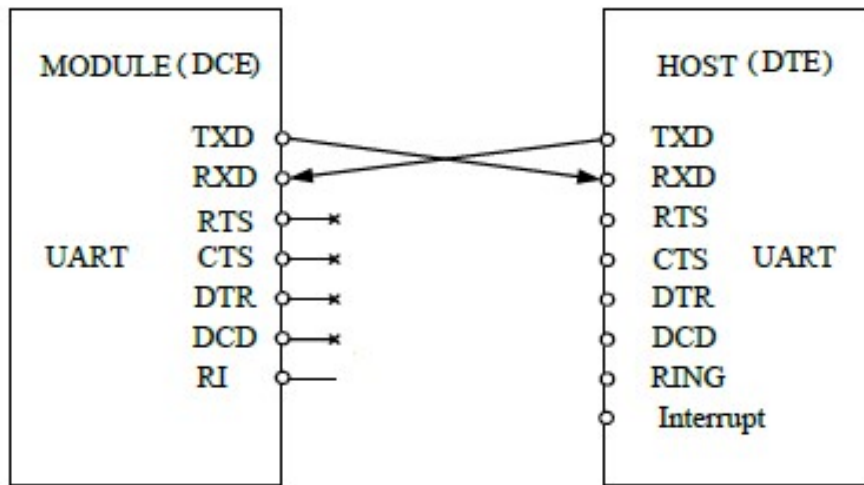 MODULE (DCE)
TXD
RXD
RTS
UART
CTS
DTR
DCD
RI
HOST (DTE)
TXD
RXD
RTS
CTS
UART
DTR
DCD
RING
Interrupt